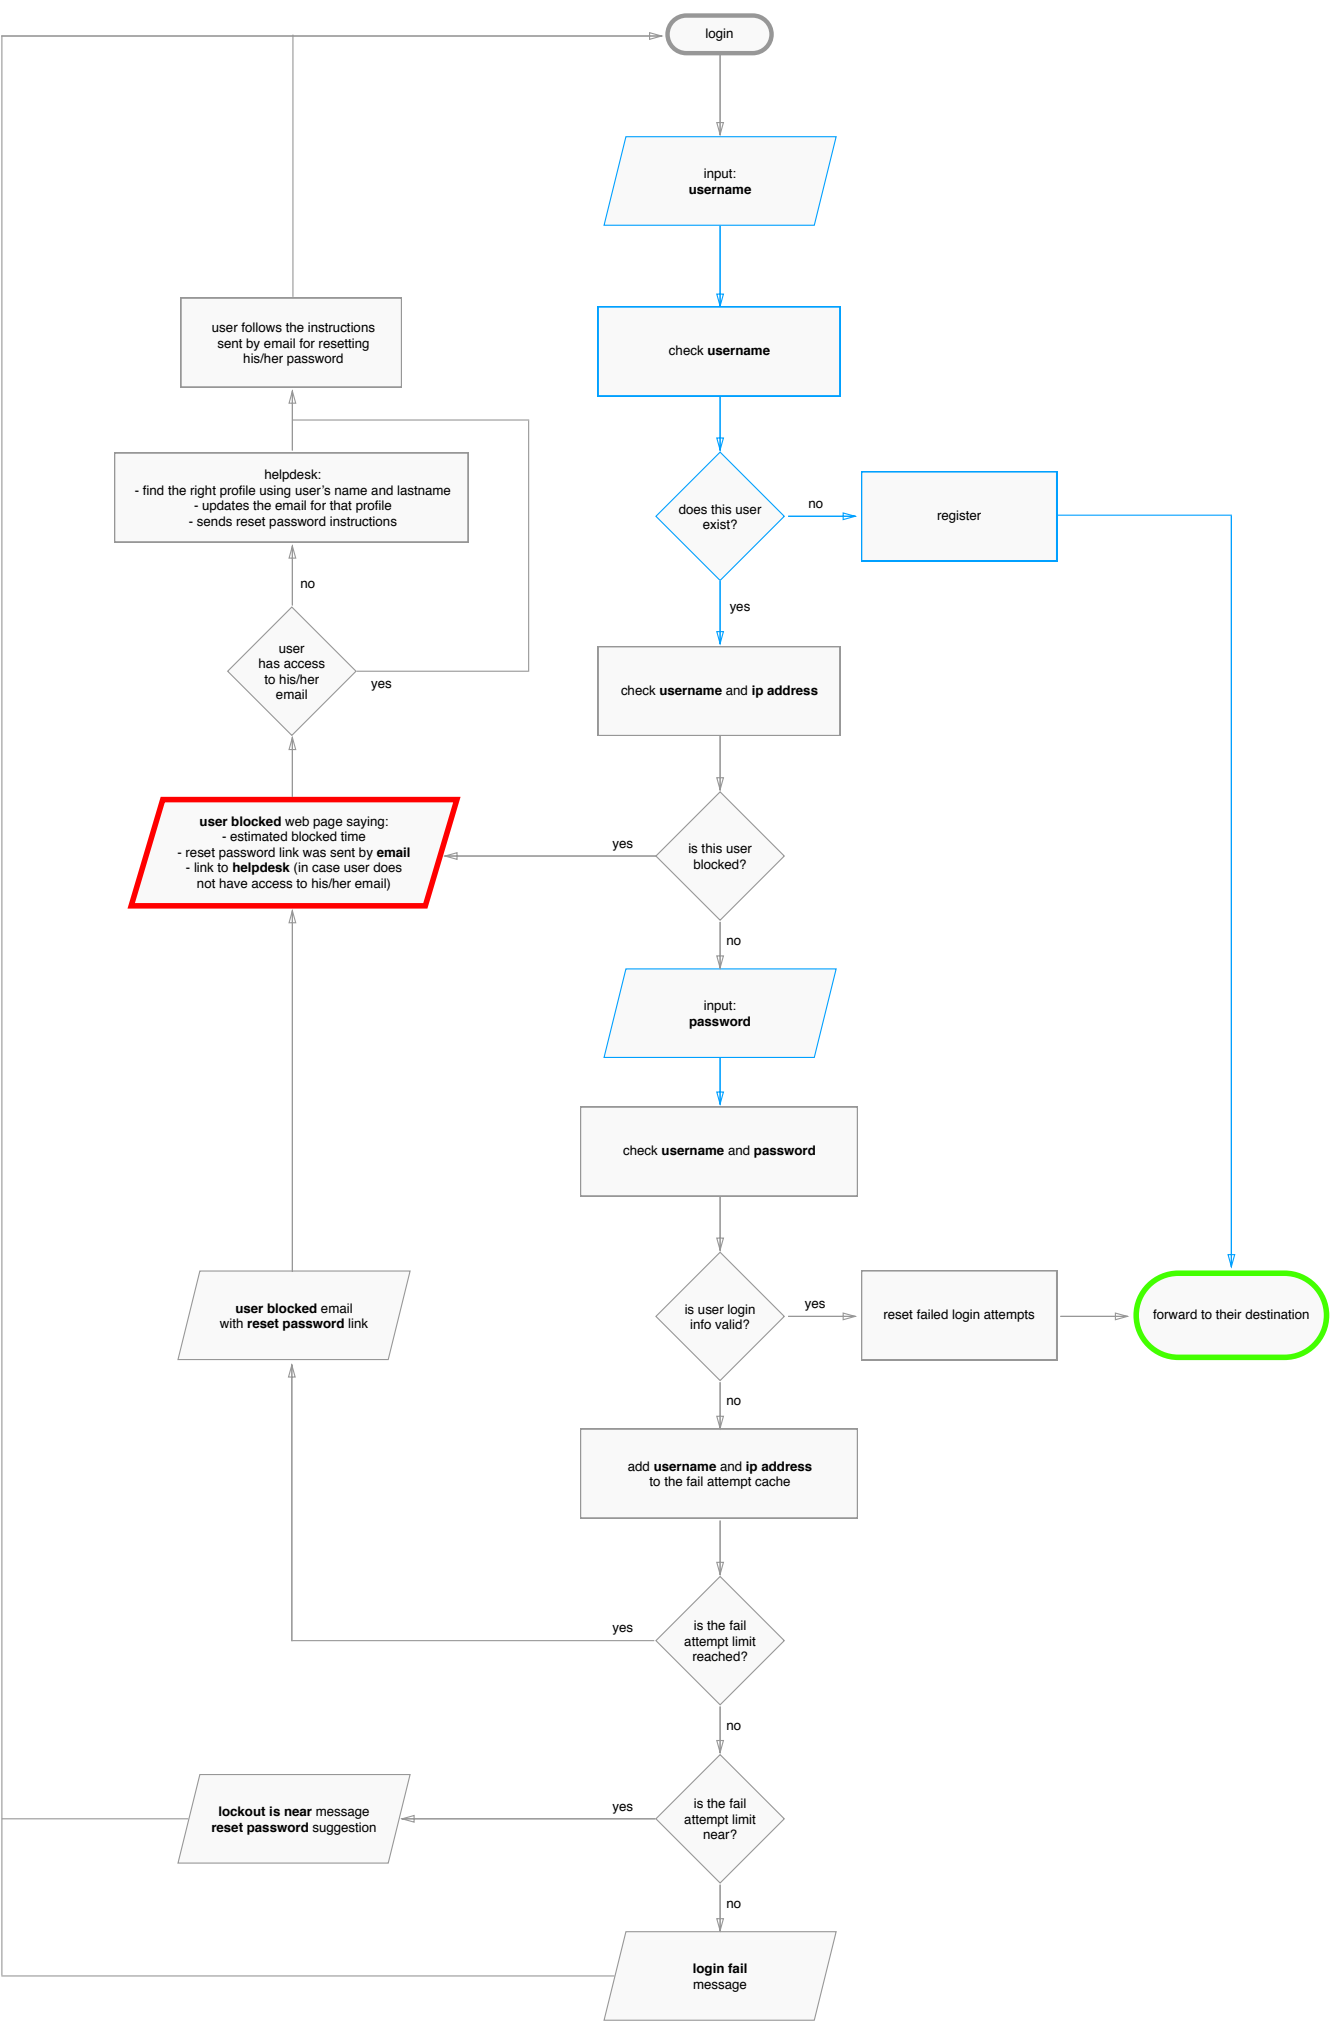 login
input:
username
user follows the instructions
sent by email for resetting
his/her password
check username
helpdesk:
- find the right profile using user's name and lastname
- updates the email for that profile
- sends reset password instructions
does this user
exist?
no
register
no
yes
user
has access
to his/her
email
yes
check username and ip address
user blocked web page saying:
- estimated blocked time
- reset password link was sent by email
- link to helpdesk (in case user does
not have access to his/her email)
yes
is this user
blocked?
no
input:
password
check username and password
user blocked email
with reset password link
is user login
info valid?
yes
reset failed login attempts
forward to their destination
no
add username and ip address
to the fail attempt cache
yes
is the fail
attempt limit
reached?
no
lockout is near message
reset password suggestion
yes
is the fail
attempt limit
near?
no
login fail
message